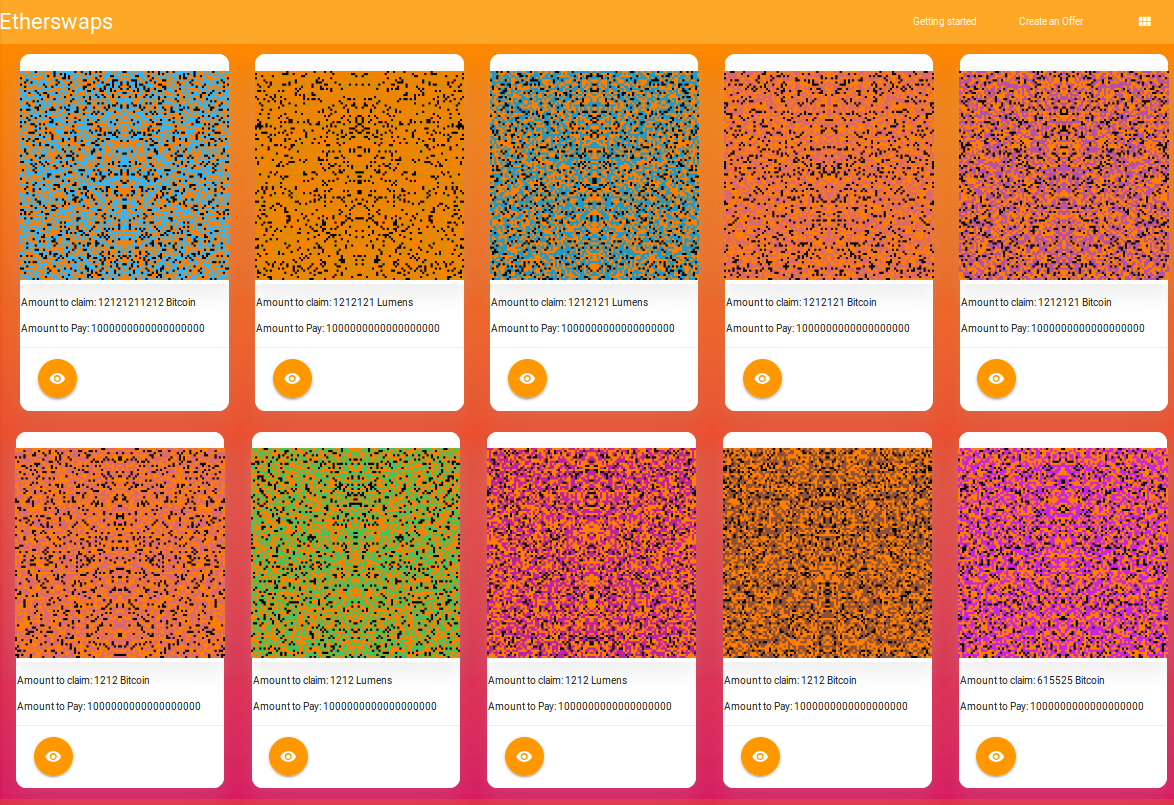 Etherswaps
Getting started
Create an Offer
Amount to claim: 12121211212 Bitcoin
Amount to Pay: 1000000000000000000
Amount to claim: 1212121 Lumens
Amount to Pay: 1000000000000000000
Amount to claim: 1212121 Lumens
Amount to Pay: 1000000000000000000
Amount to claim: 1212121 Bitcoin
Amount to Pay: 1000000000000000000
Amount to claim: 1212121 Bitcoin
Amount to Pay: 1000000000000000000
Amount to claim: 1212 Bitcoin
Amount to Pay: 1000000000000000000
Amount to claim: 1212 Lumens
Amount to Pay: 1000000000000000000
Amount to claim: 1212 Lumens
Amount to Pay: 1000000000000000000
Amount to claim: 1212 Bitcoin
Amount to Pay: 1000000000000000000
Amount to claim: 615525 Bitcoin
Amount to Pay: 1000000000000000000